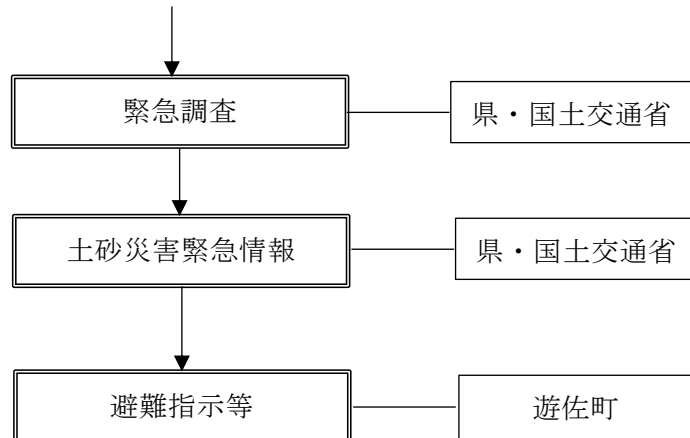 緊急調査
県・国土交通省
土砂災害緊急情報
県・国土交通省
避難指示等
遊佐町